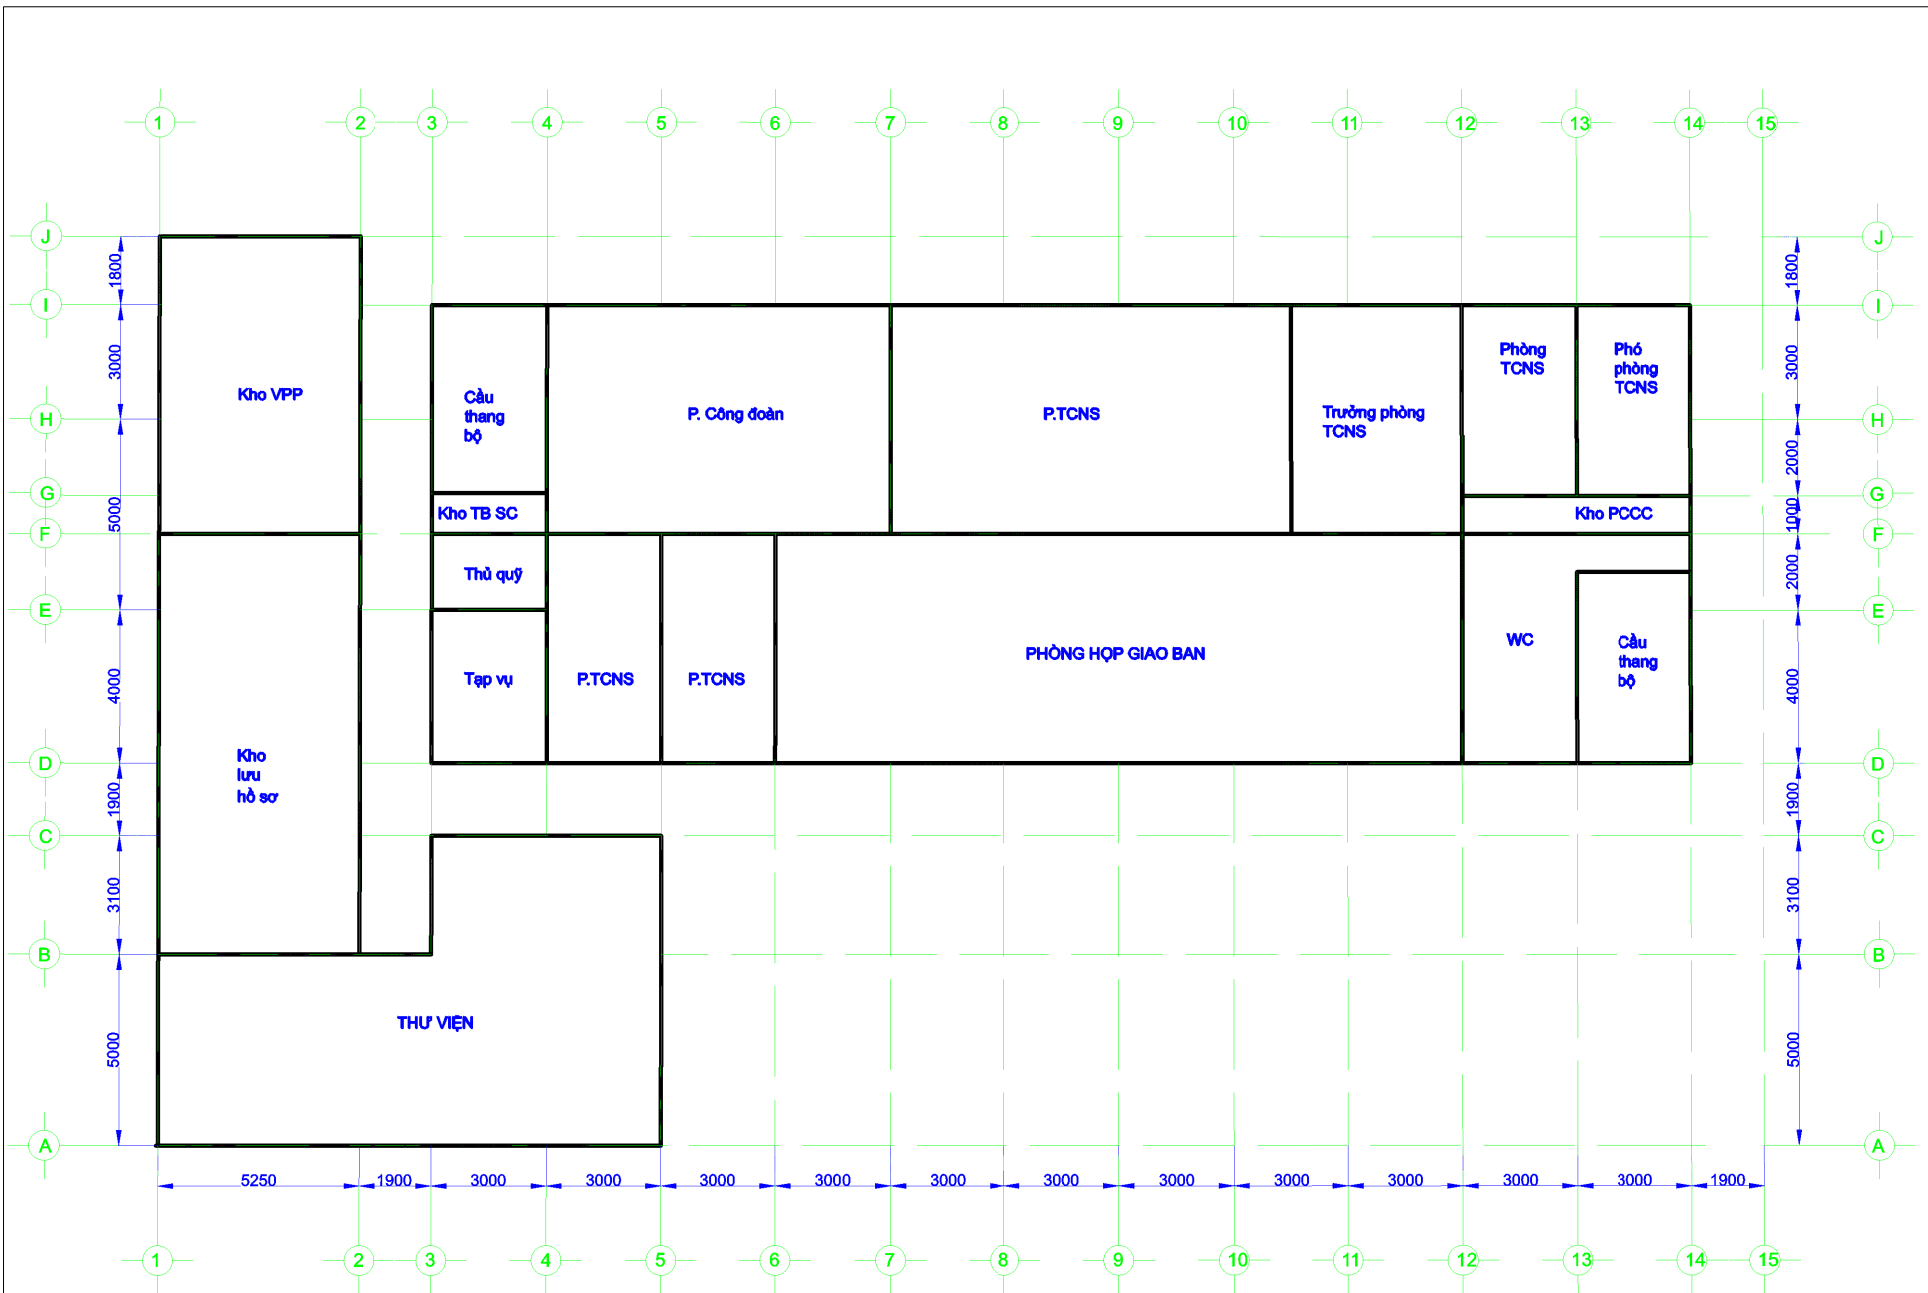 1 2 3 4 5 6 7 8 9 10 11 12 13 14 15
J J
1800 1800
I I
3000 3000
Kho VPP
Cầu
thang
bộ
P. Công đoàn
P.TCNS
Trưởng phòng
TCNS
Phòng
TCNS
Phó
phòng
TCNS
H H
2000
G G
5000
Kho TB SC
Kho PCCC
1000
F F
Thủ quỹ
2000
E E
Tạp vụ
P.TCNS
P.TCNS
PHÒNG HỌP GIAO BAN
WC
Cầu
thang
bộ
4000 4000
Kho
lưu
hồ sơ
D D
1900 1900
C C
3100 3100
B B
THƯ VIỆN
5000 5000
A A
5250 1900 3000 3000 3000 3000 3000 3000 3000 3000 3000 3000 3000 1900
1 2 3 4 5 6 7 8 9 10 11 12 13 14 15